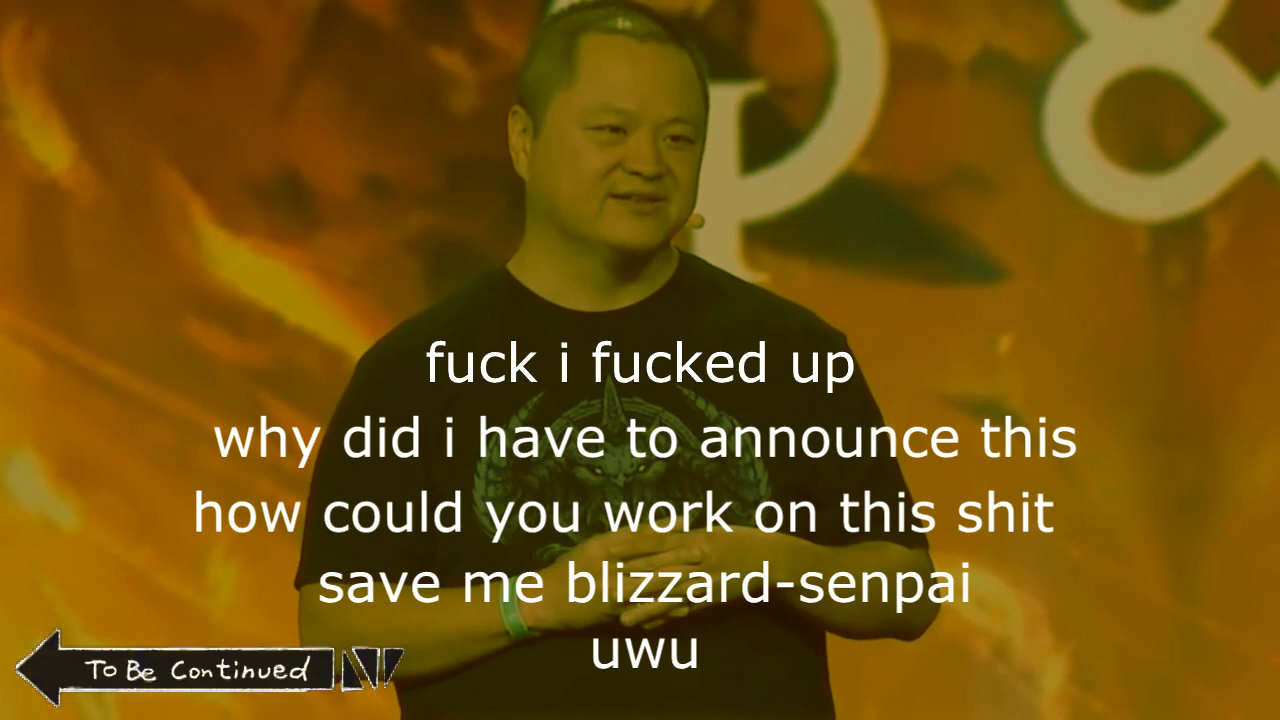 P &
fuck i fucked up
why did i have to announce this
how could you work on this shit
save me blizzard-senpai
uwu
To Be Continued